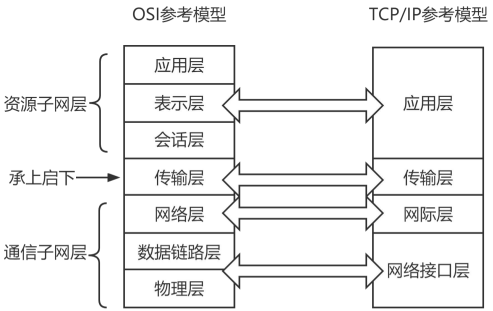 OSI参考模型
TCP/IP参考模型
资源子网层
承上启下
通信子网层
应用层
表示层
会话层
传输层
网络层
数据链路层
物理层
应用层
传输层
网际层
网络接口层